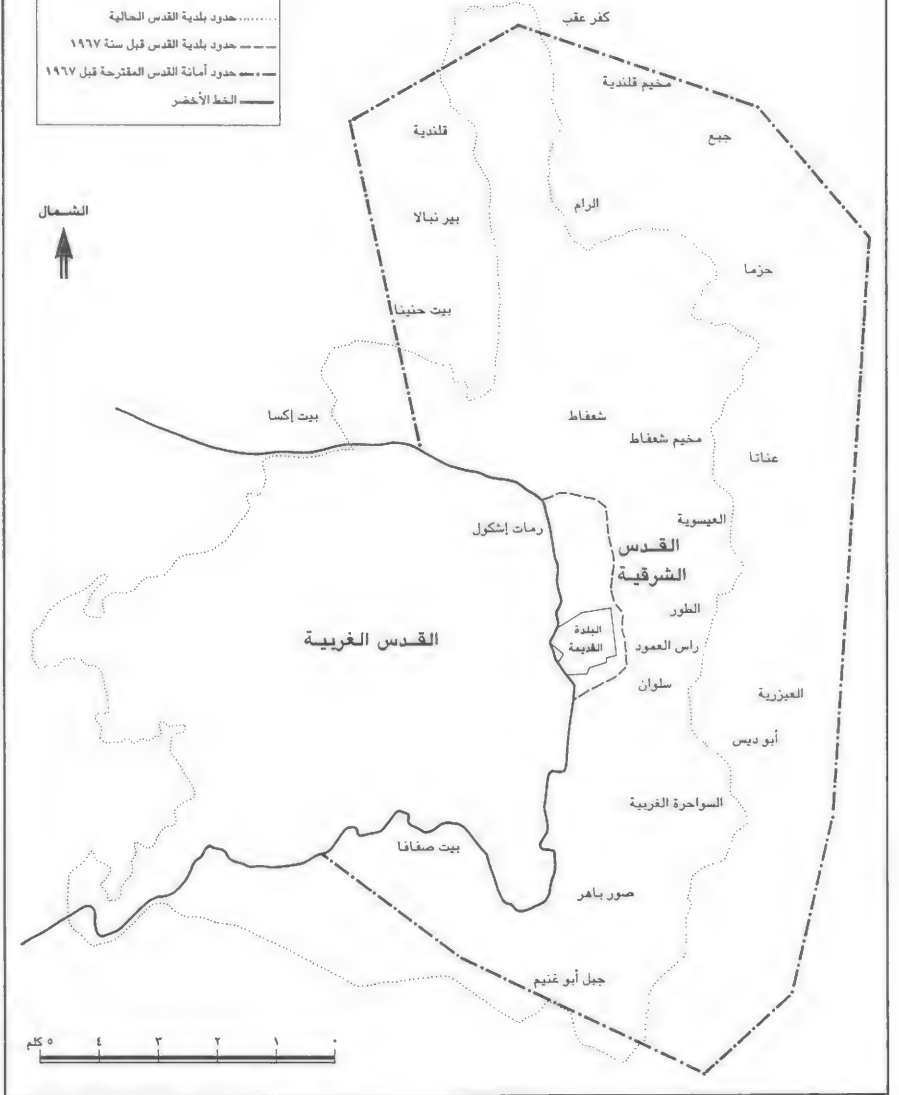 حدود بلدية القدس الحالية
حدود بلدية القدس قبل سنة ١٩٦٧
حدود أمانة القدس المقترحة قبل ١٩٦٧
الخط الأخضر
الشمال
كفر عقب
مخيم قلندية
قلندية
جبع
الرام
بير نبالا
حزما
بيت حنينا
بيت إكسا
شعفاط
مخيم شعفاط
عناتا
العيسوية
رمات إشكول
القدس
الشرقية
الطور
البلدة
القديمة
راس العمود
القدس الغربية
سلوان
العيزرية
أبو ديس
السواحرة الغربية
بيت صفافا
صور باهر
جبل أبو غنيم
٠ ١ ٢ ٣ ٤ ٥ كلم